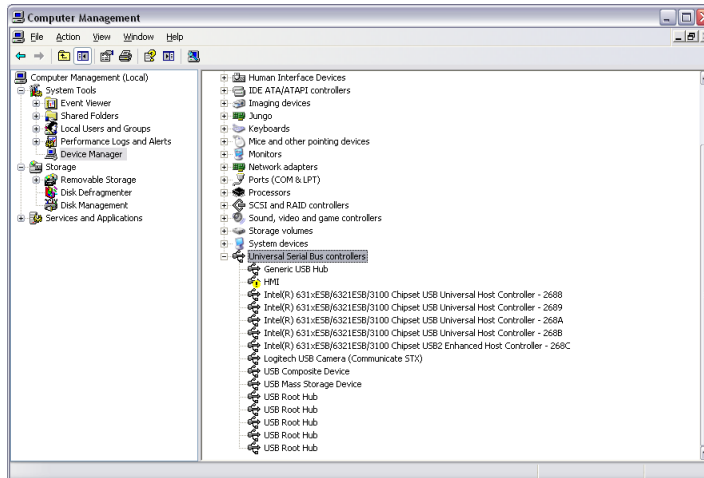 Computer Management
File Action View Window Help
Computer Management (Local)
System Tools
Event Viewer
Shared Folders
Local Users and Groups
Performance Logs and Alerts
Device Manager
Storage
Removable Storage
Disk Defragmenter
Disk Management
Services and Applications
Human Interface Devices
IDE ATA/ATAPI controllers
Imaging devices
Jungo
Keyboards
Mice and other pointing devices
Monitors
Network adapters
Ports (COM & LPT)
Processors
SCSI and RAID controllers
Sound, video and game controllers
Storage volumes
System devices
Universal Serial Bus controllers
Generic USB Hub
HMI
Intel(R) 631xESB/6321ESB/3100 Chipset USB Universal Host Controller - 2688
Intel(R) 631xESB/6321ESB/3100 Chipset USB Universal Host Controller - 2689
Intel(R) 631xESB/6321ESB/3100 Chipset USB Universal Host Controller - 268A
Intel(R) 631xESB/6321ESB/3100 Chipset USB Universal Host Controller - 268B
Intel(R) 631xESB/6321ESB/3100 Chipset USB2 Enhanced Host Controller - 268C
Logitech USB Camera (Communicate STX)
USB Composite Device
USB Mass Storage Device
USB Root Hub
USB Root Hub
USB Root Hub
USB Root Hub
USB Root Hub